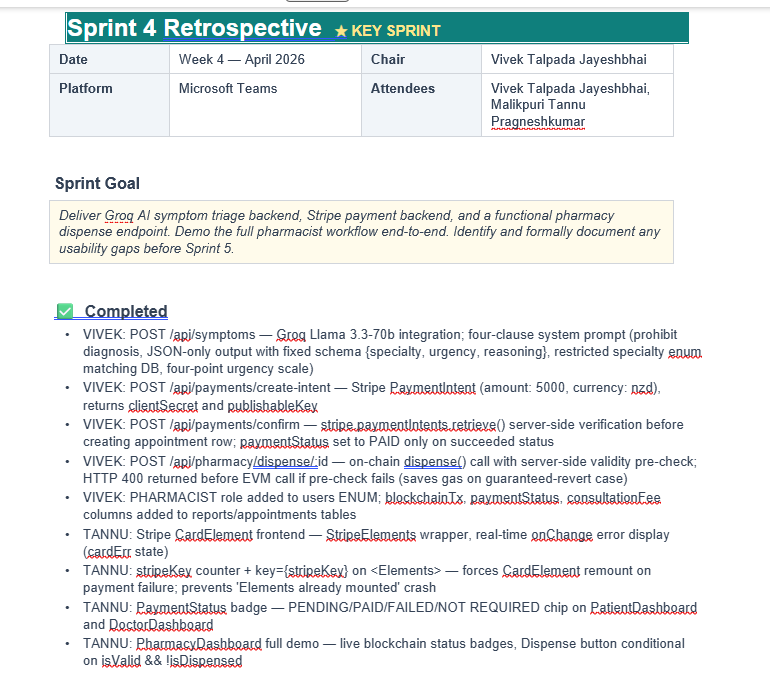 Sprint 4 Retrospective ⭐ KEY SPRINT
Date Week 4 — April 2026 Chair Vivek Talpada Jayeshbhai
Platform Microsoft Teams Attendees Vivek Talpada Jayeshbhai,
Malikpuri Tannu
Pragneshkumar
Sprint Goal
Deliver Groq AI symptom triage backend, Stripe payment backend, and a functional pharmacy
dispense endpoint. Demo the full pharmacist workflow end-to-end. Identify and formally document any
usability gaps before Sprint 5.
✅ Completed
• VIVEK: POST /api/symptoms — Groq Llama 3.3-70b integration; four-clause system prompt (prohibit
diagnosis, JSON-only output with fixed schema {specialty, urgency, reasoning}, restricted specialty enum
matching DB, four-point urgency scale)
• VIVEK: POST /api/payments/create-intent — Stripe PaymentIntent (amount: 5000, currency: nzd),
returns clientSecret and publishableKey
• VIVEK: POST /api/payments/confirm — stripe.paymentIntents.retrieve() server-side verification before
creating appointment row; paymentStatus set to PAID only on succeeded status
• VIVEK: POST /api/pharmacy/dispense/:id — on-chain dispense() call with server-side validity pre-check;
HTTP 400 returned before EVM call if pre-check fails (saves gas on guaranteed-revert case)
• VIVEK: PHARMACIST role added to users ENUM; blockchainTx, paymentStatus, consultationFee
columns added to reports/appointments tables
• TANNU: Stripe CardElement frontend — StripeElements wrapper, real-time onChange error display
(cardErr state)
• TANNU: stripeKey counter + key={stripeKey} on <Elements> — forces CardElement remount on
payment failure; prevents 'Elements already mounted' crash
• TANNU: PaymentStatus badge — PENDING/PAID/FAILED/NOT REQUIRED chip on PatientDashboard
and DoctorDashboard
• TANNU: PharmacyDashboard full demo — live blockchain status badges, Dispense button conditional
on isValid && !isDispensed